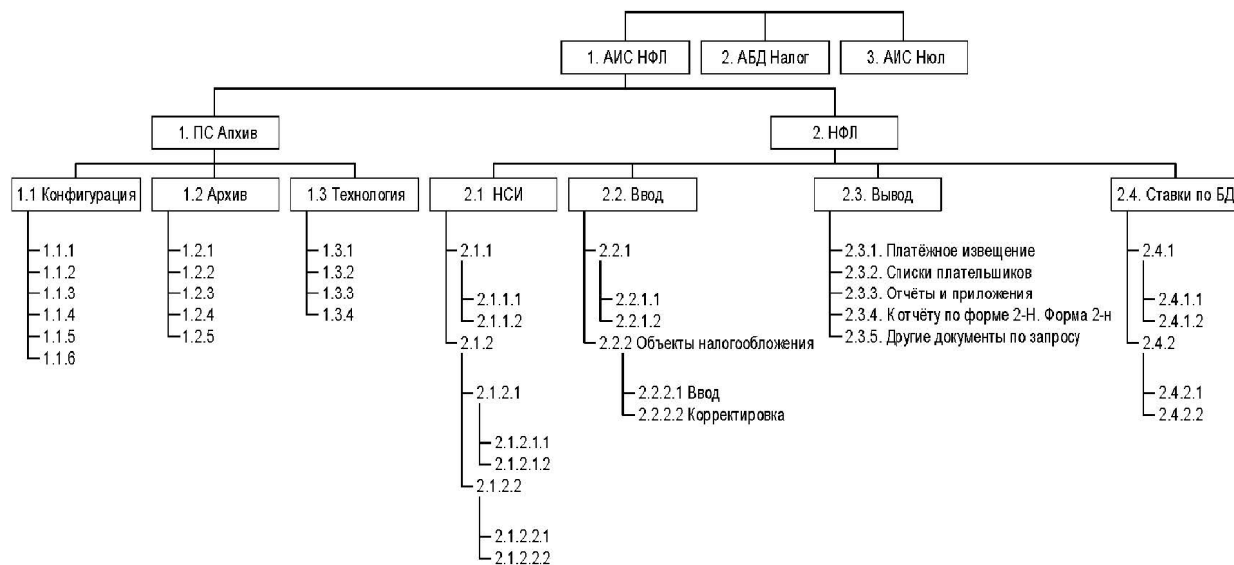 1. АИС НФЛ
2. АБД Налог
3. АИС Нюл
1. ПС Апхив
2. НФЛ
1.1 Конфигурация
1.2 Архив
1.3 Технология
2.1 НСИ
2.2. Ввод
2.3. Вывод
2.4. Ставки по БД
1.1.1
1.1.2
1.1.3
1.1.4
1.1.5
1.1.6
1.2.1
1.2.2
1.2.3
1.2.4
1.2.5
1.3.1
1.3.2
1.3.3
1.3.4
2.1.1
2.1.1.1
2.1.1.2
2.1.2
2.1.2.1
2.1.2.1.1
2.1.2.1.2
2.1.2.2
2.1.2.2.1
2.1.2.2.2
2.2.1
2.2.1.1
2.2.1.2
2.2.2 Объекты налогообложения
2.2.2.1 Ввод
2.2.2.2 Корректировка
2.3.1. Платёжное извещение
2.3.2. Списки плательшиков
2.3.3. Отчёты и приложения
2.3.4. К отчёту по форме 2-Н. Форма 2-н
2.3.5. Другие документы по запросу
2.4.1
2.4.1.1
2.4.1.2
2.4.2
2.4.2.1
2.4.2.2